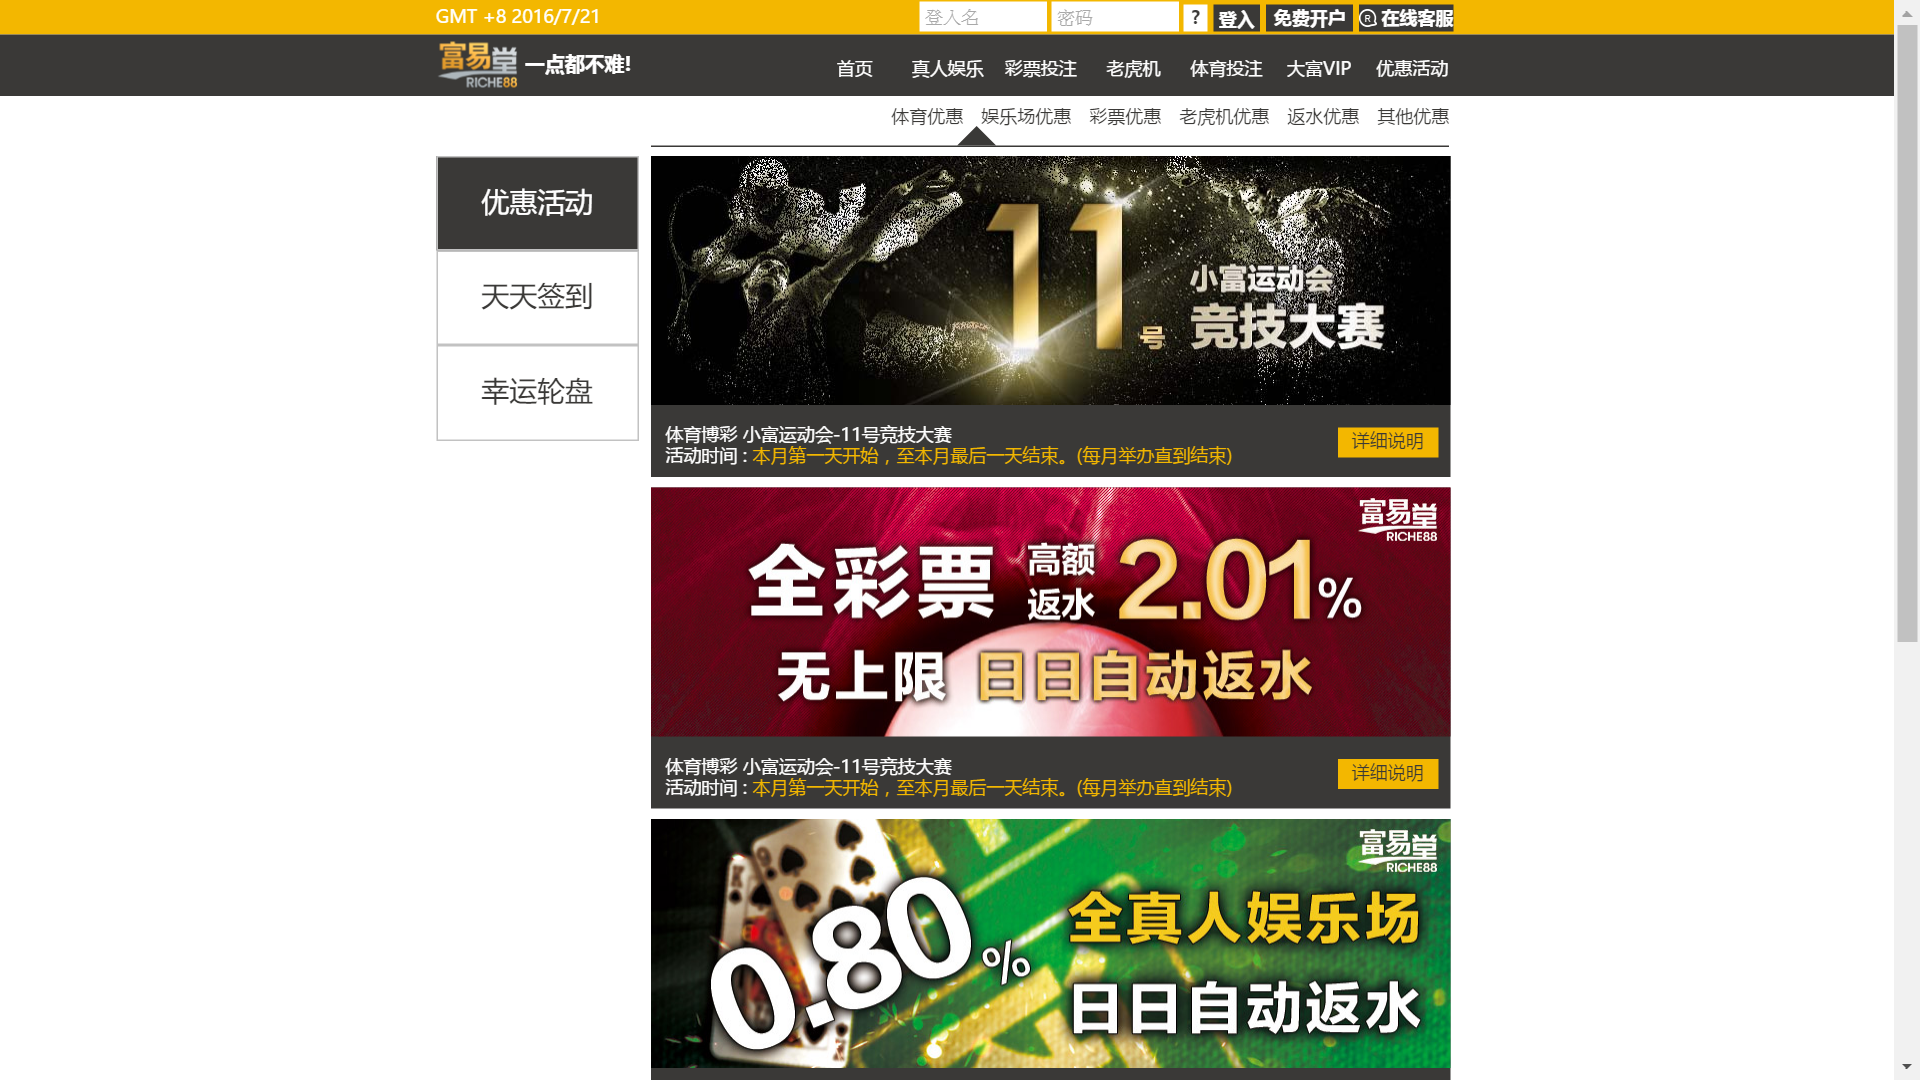 GMT +8 2016/7/21
登入名 密码 ? 登入 免费开户 R 在线客服
富易堂 RICHE88 一点都不难!
首页 真人娱乐 彩票投注 老虎机 体育投注 大富VIP 优惠活动
体育优惠 娱乐场优惠 彩票优惠 老虎机优惠 返水优惠 其他优惠
优惠活动
天天签到
幸运轮盘
11号
小富运动会
竞技大赛
体育博彩 小富运动会-11号竞技大赛
活动时间 : 本月第一天开始，至本月最后一天结束。(每月举办直到结束)
详细说明
富易堂
RICHE88
全彩票 高额返水 2.01%
无上限 日日自动返水
体育博彩 小富运动会-11号竞技大赛
活动时间 : 本月第一天开始，至本月最后一天结束。(每月举办直到结束)
详细说明
富易堂
RICHE88
0.80%
全真人娱乐场
日日自动返水